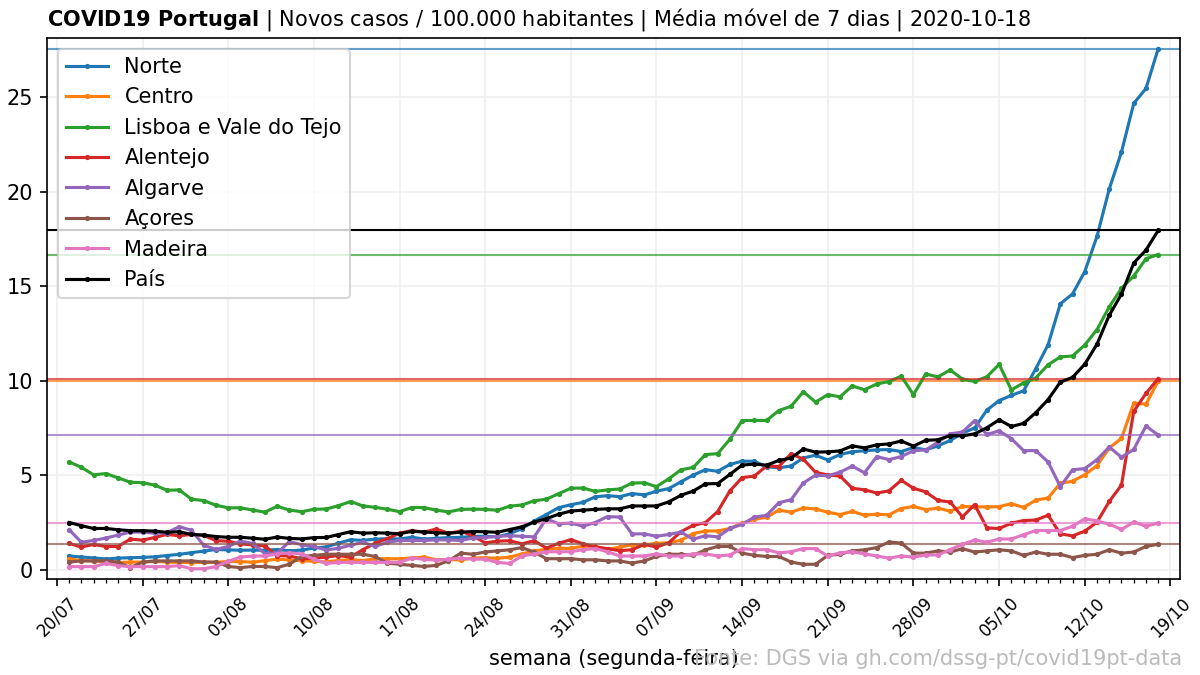 COVID19 Portugal | Novos casos / 100.000 habitantes | Média móvel de 7 dias | 2020-10-18
Norte
Centro
Lisboa e Vale do Tejo
Alentejo
Algarve
Açores
Madeira
País
25
20
15
10
5
0
20/07 27/07 03/08 10/08 17/08 24/08 31/08 07/09 14/09 21/09 28/09 05/10 12/10 19/10
semana (segunda-feira)
Fonte: DGS via gh.com/dssg-pt/covid19pt-data